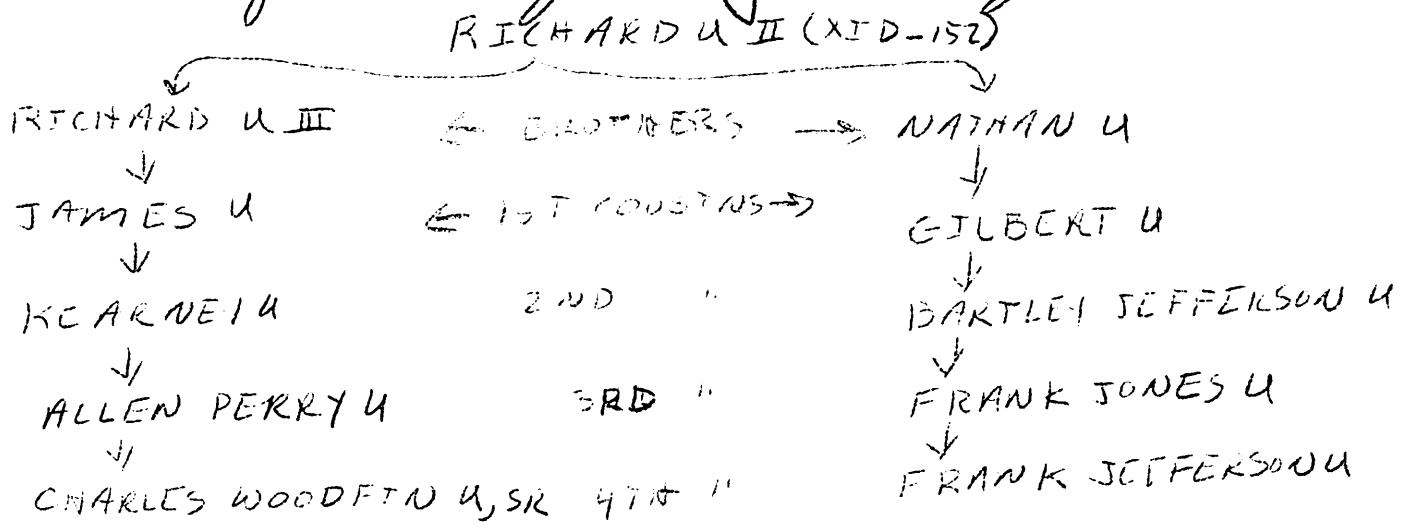 RICHARD U II (XID-152)
RICHARD U III ← BROTHERS → NATHAN U
JAMES U ← 1ST COUSINS → GILBERT U
KEARNEY U 2ND " BARTLEY JEFFERSON U
ALLEN PERRY U 3RD " FRANK JONES U
CHARLES WOODFIN U, SR 4TH " FRANK JEFFERSON U